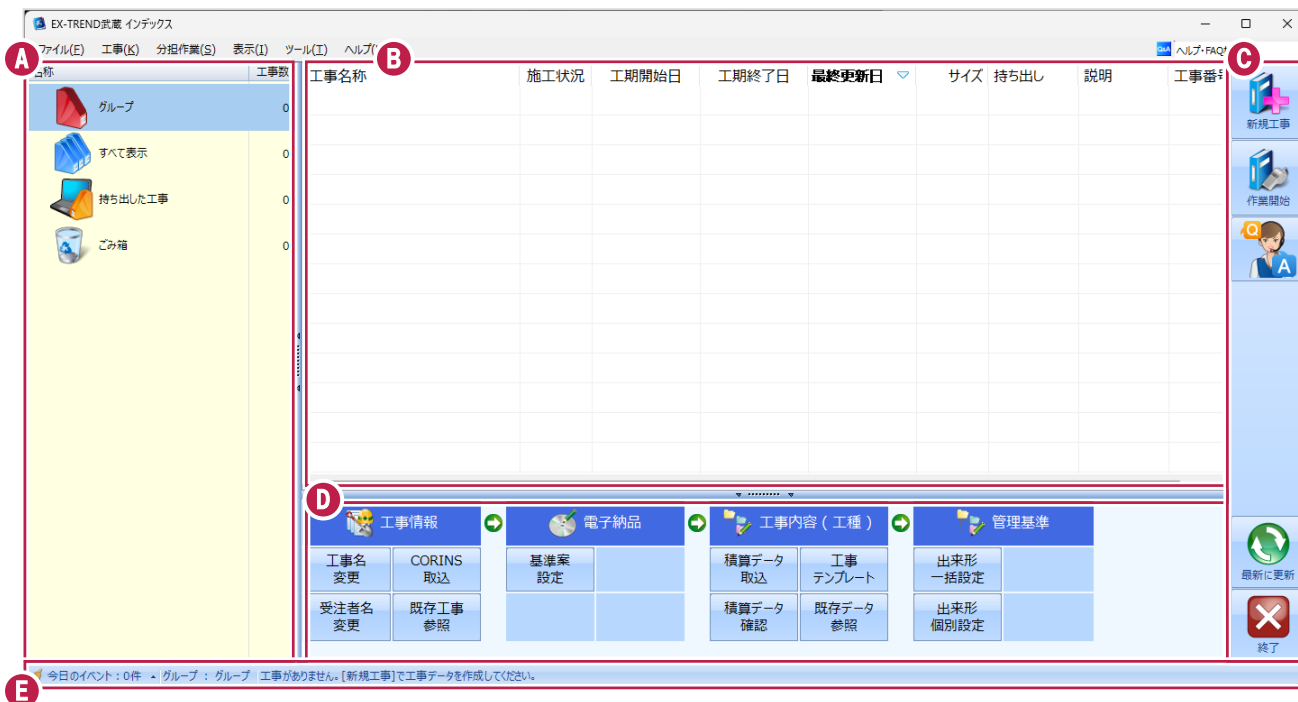 EX-TREND武蔵 インデックス
ファイル(F) 工事(K) 分担作業(S) 表示(I) ツール(T) ヘルプ(
ヘルプ・FAQ
A
B
C
名称 工事数
グループ 0
すべて表示 0
持ち出した工事 0
ごみ箱 0
工事名称 施工状況 工期開始日 工期終了日 最終更新日 サイズ 持ち出し 説明 工事番号
新規工事
作業開始
Q
A
最新に更新
終了
D
工事情報 電子納品 工事内容(工種) 管理基準
工事名
変更
CORINS
取込
基準案
設定
積算データ
取込
工事
テンプレート
出来形
一括設定
受注者名
変更
既存工事
参照
積算データ
確認
既存データ
参照
出来形
個別設定
E
今日のイベント:0件 グループ : グループ 工事がありません。[新規工事]で工事データを作成してください。